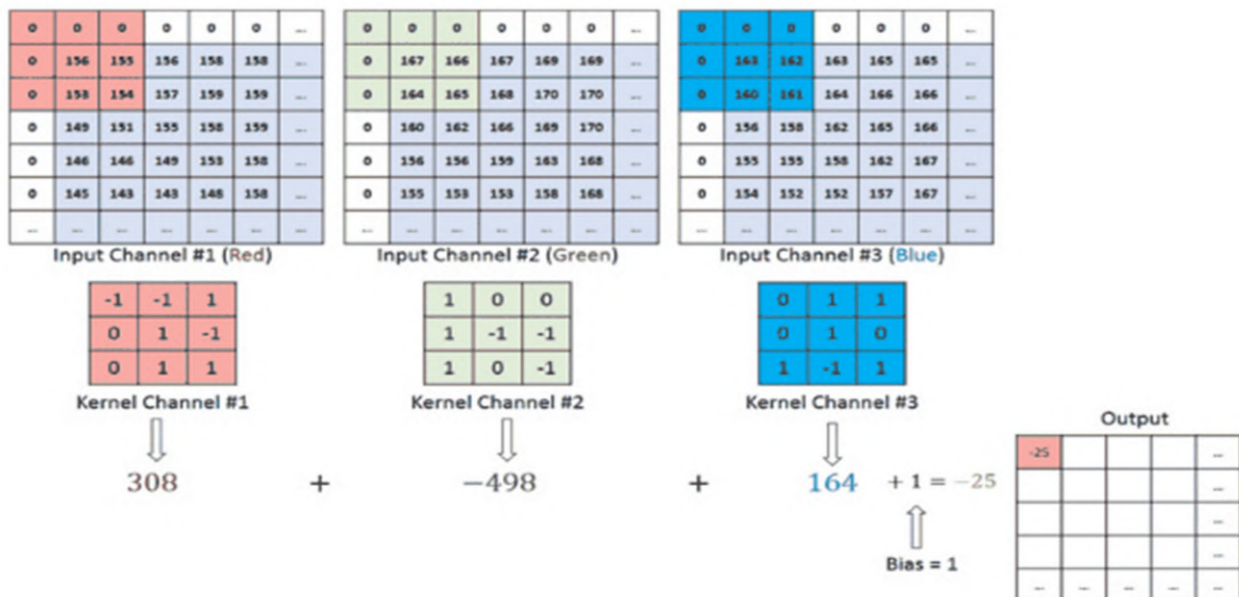 0 0 0 0 0 0 ... 0 0 0 0 0 0 ... 0 0 0 0 0 0 ...
0 156 155 156 158 158 ... 0 167 166 167 169 169 ... 0 163 162 163 165 165 ...
0 153 154 157 159 159 ... 0 164 165 168 170 170 ... 0 160 161 164 166 166 ...
0 149 151 155 158 159 ... 0 160 162 166 169 170 ... 0 156 158 162 165 166 ...
0 146 146 149 153 158 ... 0 156 156 159 163 168 ... 0 155 155 158 162 167 ...
0 145 143 143 148 158 ... 0 155 153 153 158 168 ... 0 154 152 152 157 167 ...
... ... ... ... ... ... ... ... ... ... ... ... ... ... ... ... ... ... ... ... ...
Input Channel #1 (Red) Input Channel #2 (Green) Input Channel #3 (Blue)
-1 -1 1 1 0 0 0 1 1
0 1 -1 1 -1 -1 0 1 0
0 1 1 1 0 -1 1 -1 1
Kernel Channel #1 Kernel Channel #2 Kernel Channel #3
Output
308 + −498 + 164 + 1 = −25
Bias = 1
-25 ...
...
...
...
... ... ... ... ...